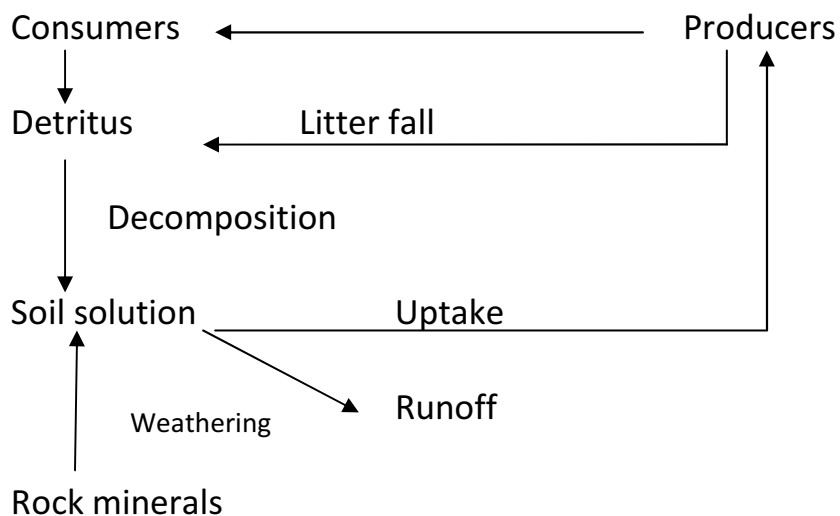 Consumers
Producers
Detritus
Litter fall
Decomposition
Soil solution
Uptake
Runoff
Weathering
Rock minerals